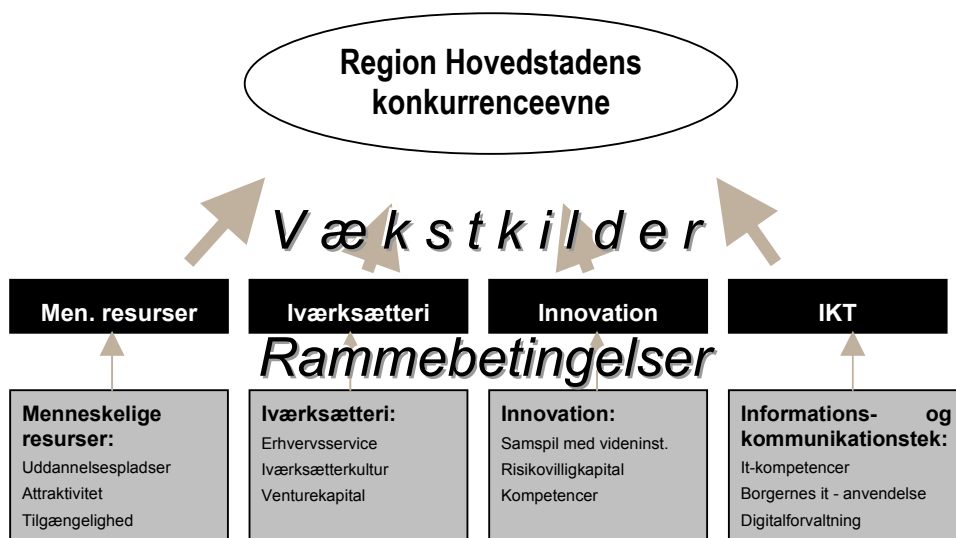 Region Hovedstadens
konkurrenceevne
Vækstkilder
Men. resurser
Iværksætteri
Innovation
IKT
Rammebetingelser
Menneskelige
resurser:
Uddannelsespladser
Attraktivitet
Tilgængelighed
Iværksætteri:
Erhvervsservice
Iværksætterkultur
Venturekapital
Innovation:
Samspil med videninst.
Risikovilligkapital
Kompetencer
Informations- og
kommunikationstek:
It-kompetencer
Borgernes it - anvendelse
Digitalforvaltning